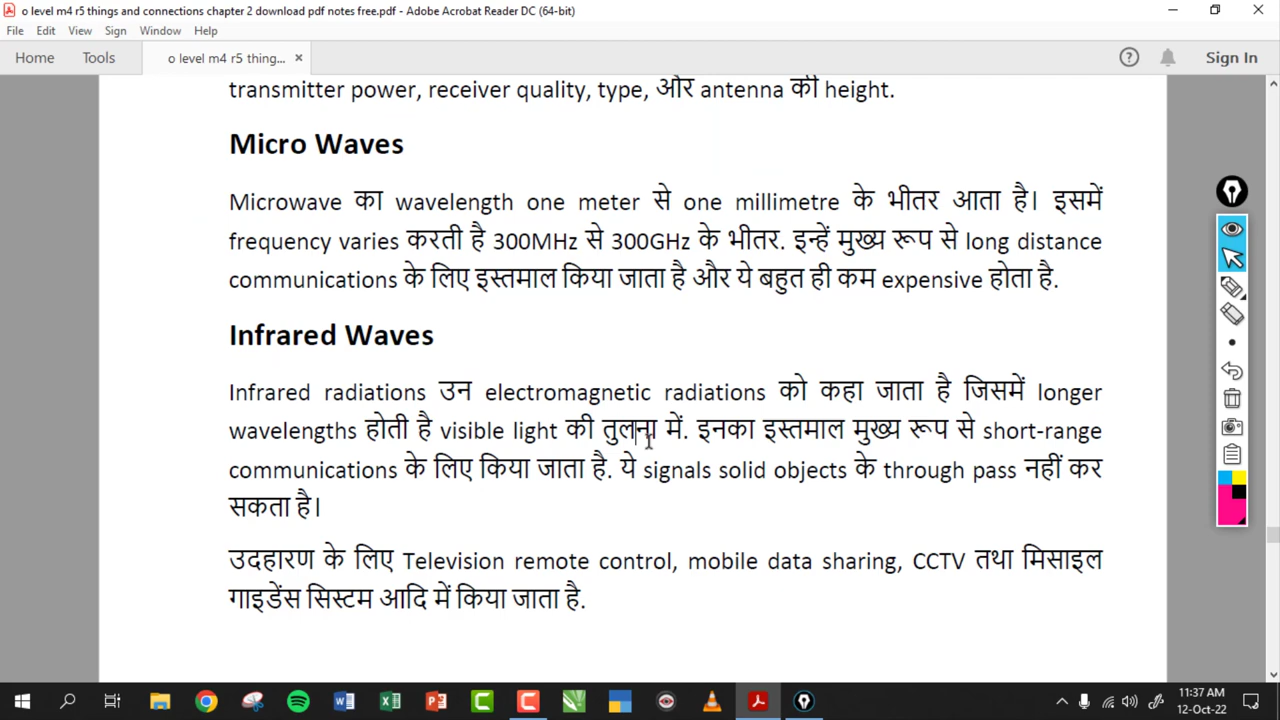 o level m4 r5 things and connections chapter 2 download pdf notes free.pdf - Adobe Acrobat Reader DC (64-bit)
File Edit View Sign Window Help
Home Tools o level m4 r5 thing... Sign In
transmitter power, receiver quality, type, और antenna की height.
Micro Waves
Microwave का wavelength one meter से one millimetre के भीतर आता है। इसमें
frequency varies करती है 300MHz से 300GHz के भीतर. इन्हें मुख्य रूप से long distance
communications के लिए इस्तमाल किया जाता है और ये बहुत ही कम expensive होता है.
Infrared Waves
Infrared radiations उन electromagnetic radiations को कहा जाता है जिसमें longer
wavelengths होती है visible light की तुलना में. इनका इस्तमाल मुख्य रूप से short-range
communications के लिए किया जाता है. ये signals solid objects के through pass नहीं कर
सकता है।
उदहारण के लिए Television remote control, mobile data sharing, CCTV तथा मिसाइल
गाइडेंस सिस्टम आदि में किया जाता है.
11:37 AM
12-Oct-22